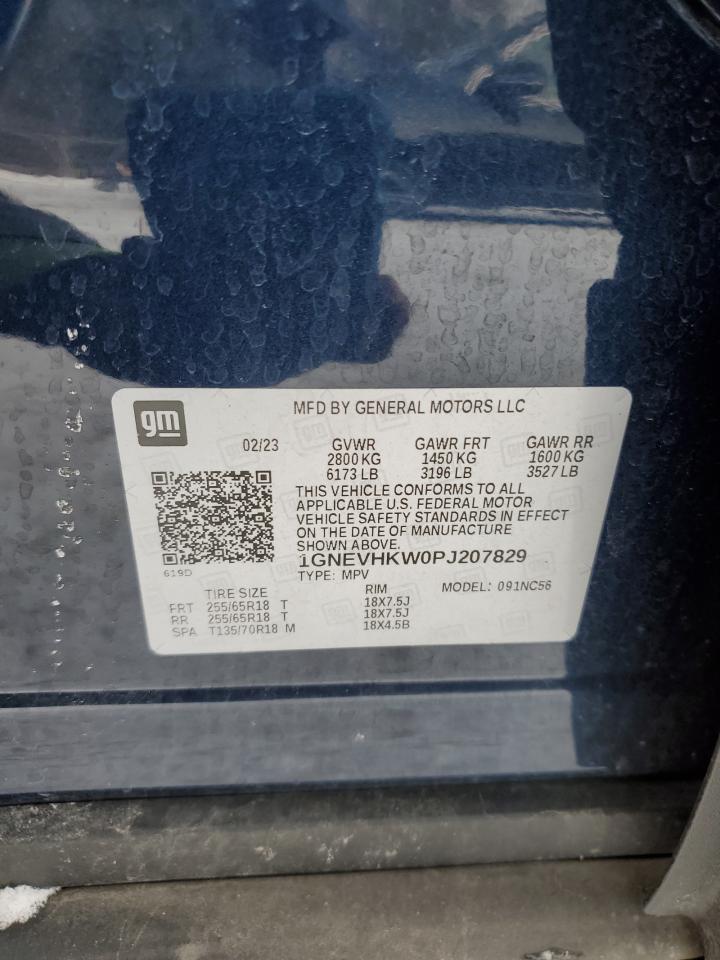 gm
MFD BY GENERAL MOTORS LLC
02/23 GVWR GAWR FRT GAWR RR
2800 KG 1450 KG 1600 KG
6173 LB 3196 LB 3527 LB
THIS VEHICLE CONFORMS TO ALL
APPLICABLE U.S. FEDERAL MOTOR
VEHICLE SAFETY STANDARDS IN EFFECT
ON THE DATE OF MANUFACTURE
SHOWN ABOVE.
1GNEVHKW0PJ207829
619D TYPE: MPV MODEL: 091NC56
TIRE SIZE RIM
FRT 255/65R18 T 18X7.5J
RR 255/65R18 T 18X7.5J
SPA T135/70R18 M 18X4.5B